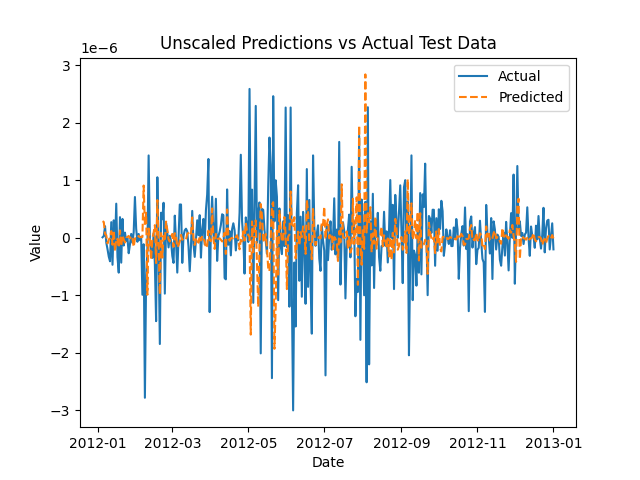 Unscaled Predictions vs Actual Test Data
1e−6
Actual
Predicted
3
2
1
0
−1
−2
−3
Value
2012-01 2012-03 2012-05 2012-07 2012-09 2012-11 2013-01
Date